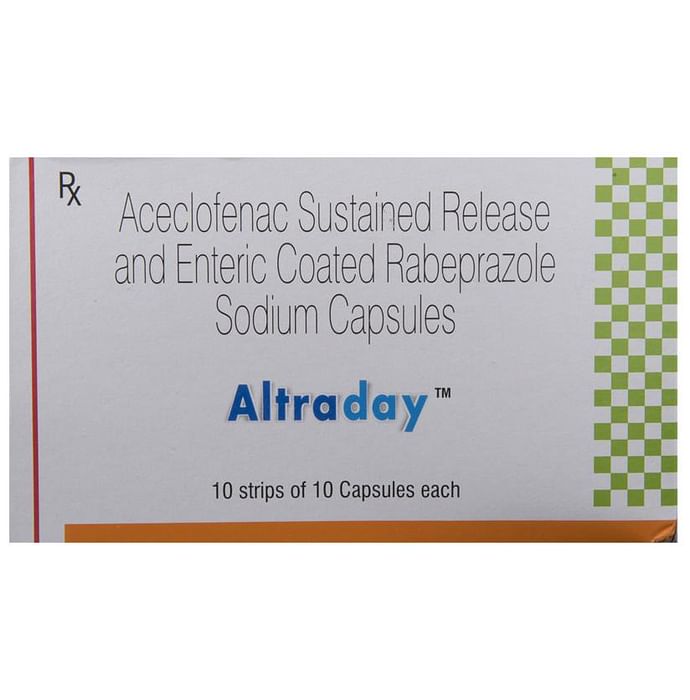 Rx
Aceclofenac Sustained Release
and Enteric Coated Rabeprazole
Sodium Capsules
Altraday™
10 strips of 10 Capsules each